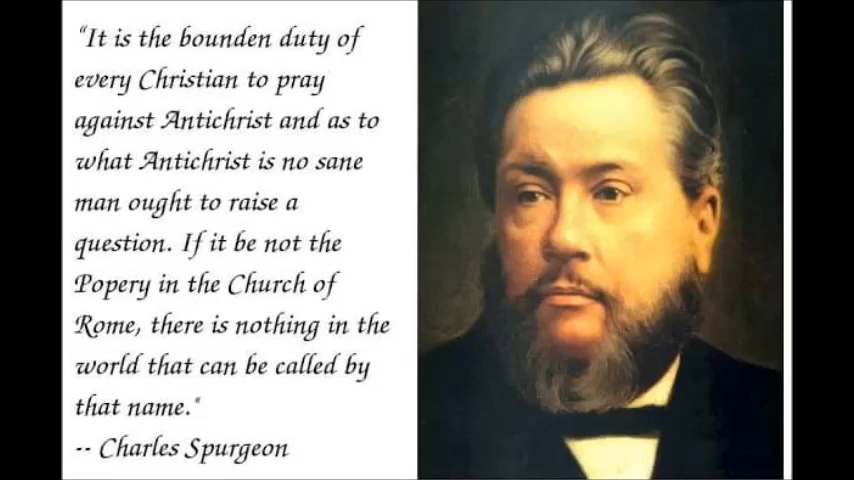 "It is the bounden duty of
every Christian to pray
against Antichrist and as to
what Antichrist is no sane
man ought to raise a
question. If it be not the
Popery in the Church of
Rome, there is nothing in the
world that can be called by
that name."
-- Charles Spurgeon